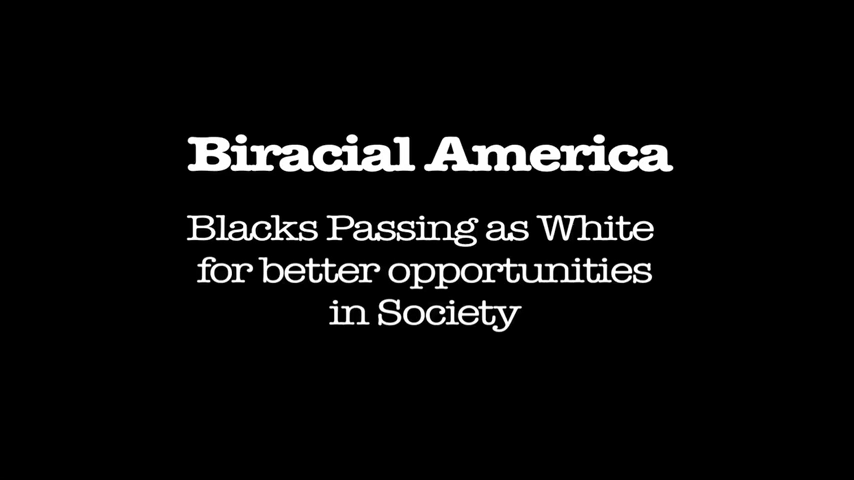 Biracial America
Blacks Passing as White
for better opportunities
in Society